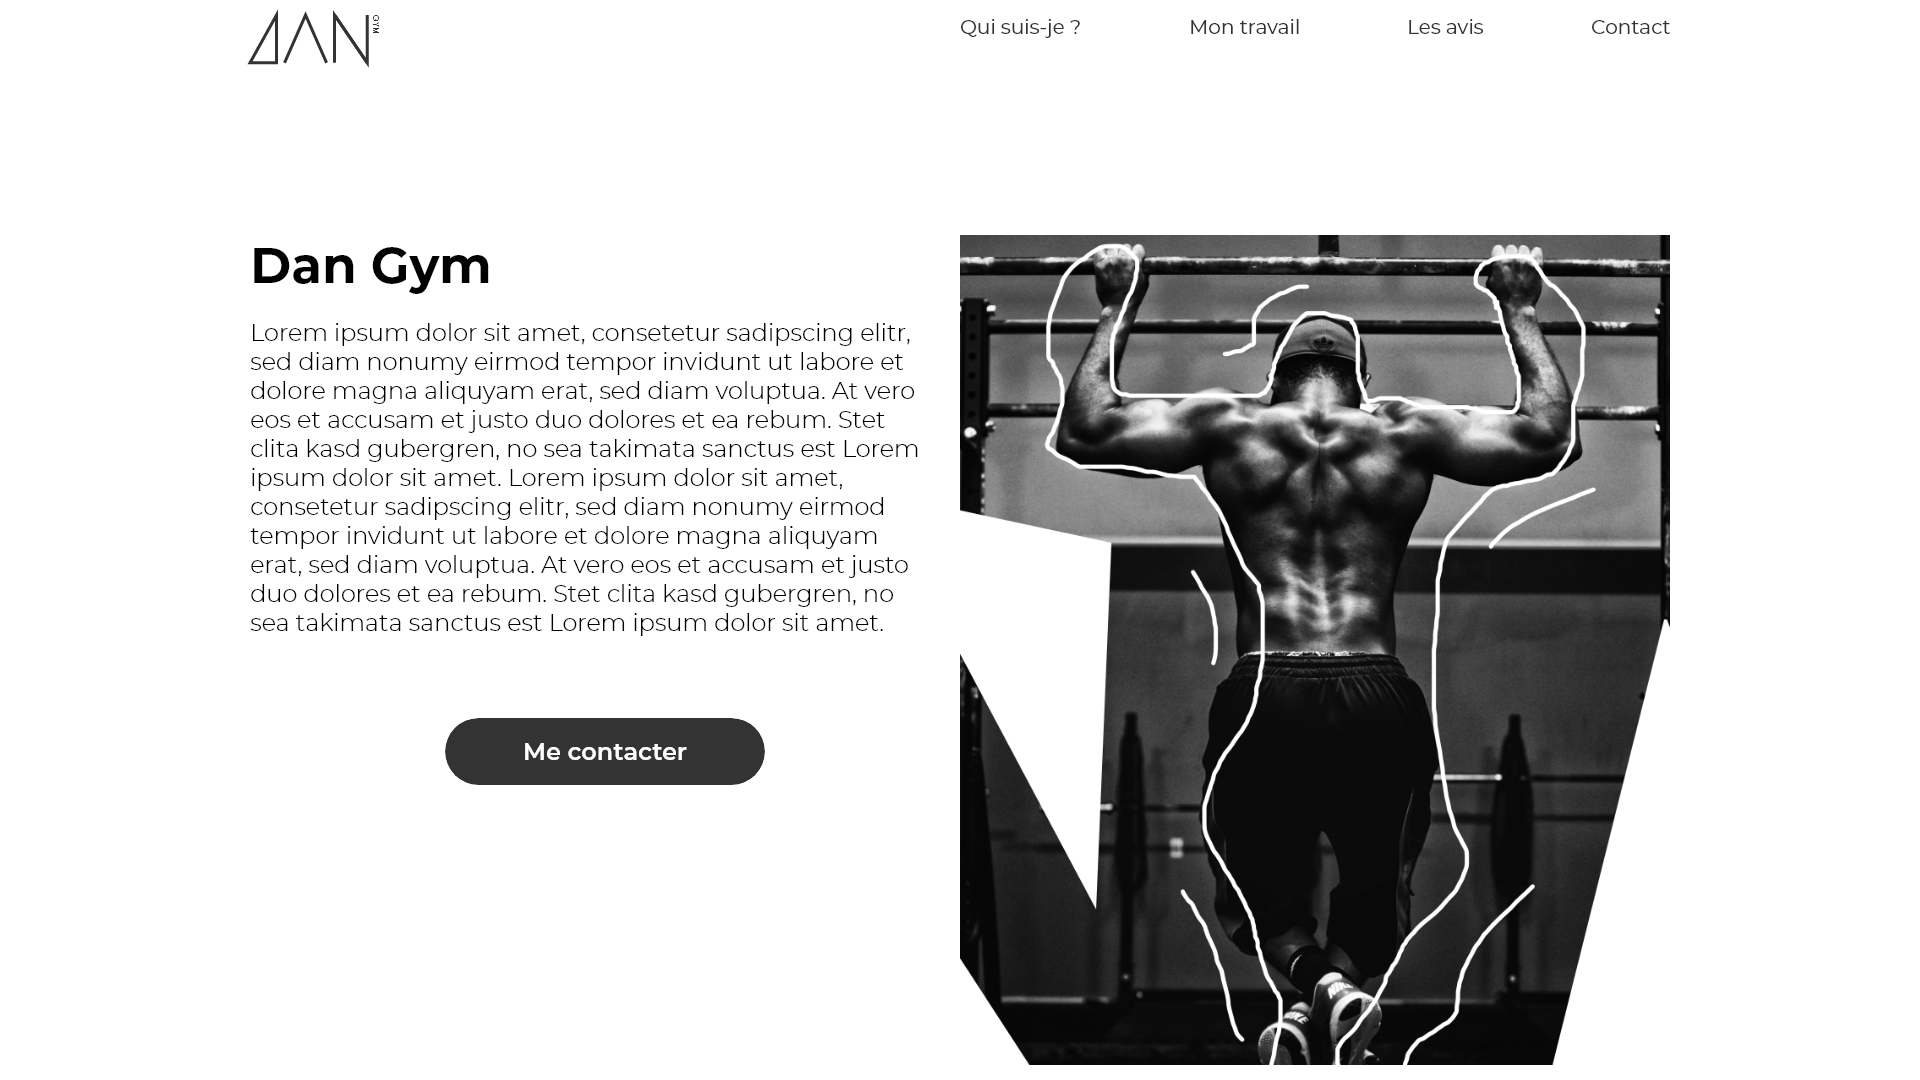 DAN GYM
Qui suis-je ?
Mon travail
Les avis
Contact
Dan Gym
Lorem ipsum dolor sit amet, consetetur sadipscing elitr,
sed diam nonumy eirmod tempor invidunt ut labore et
dolore magna aliquyam erat, sed diam voluptua. At vero
eos et accusam et justo duo dolores et ea rebum. Stet
clita kasd gubergren, no sea takimata sanctus est Lorem
ipsum dolor sit amet. Lorem ipsum dolor sit amet,
consetetur sadipscing elitr, sed diam nonumy eirmod
tempor invidunt ut labore et dolore magna aliquyam
erat, sed diam voluptua. At vero eos et accusam et justo
duo dolores et ea rebum. Stet clita kasd gubergren, no
sea takimata sanctus est Lorem ipsum dolor sit amet.
Me contacter
NIKE
NIKE